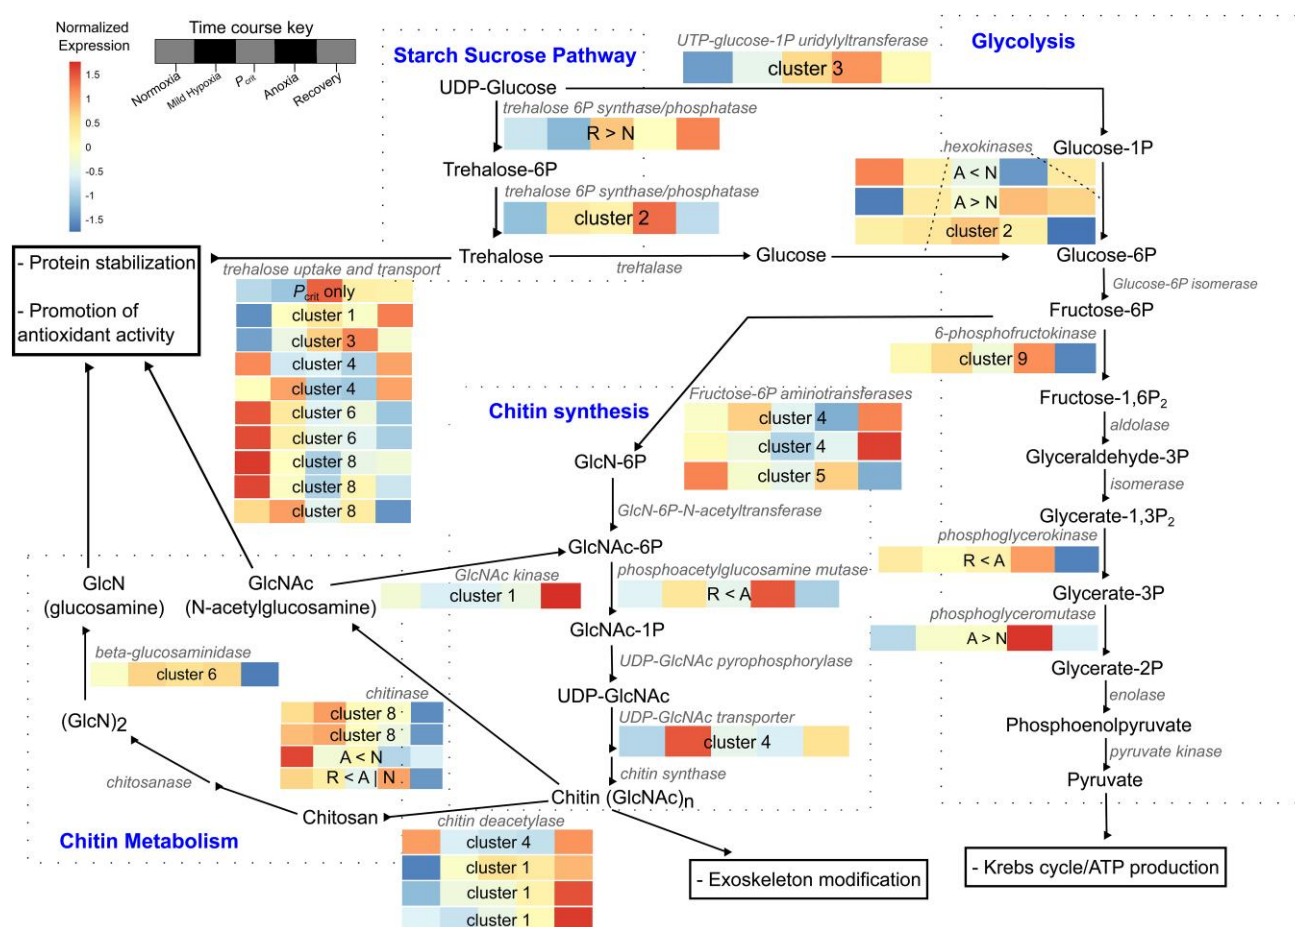 Normalized
Expression
1.75
1
0.5
0
-0.5
-1
-1.75
Time course key
Normoxia
Mild Hypoxia
Pcrit
Anoxia
Recovery
Starch Sucrose Pathway
UTP-glucose-1P uridylyltransferase
cluster 3
Glycolysis
UDP-Glucose
trehalose 6P synthase/phosphatase
R > N
Trehalose-6P
trehalose 6P synthase/phosphatase
cluster 2
Trehalose
trehalase
Glucose
hexokinases
Glucose-1P
A < N
A > N
cluster 2
Glucose-6P
Glucose-6P isomerase
Fructose-6P
6-phosphofructokinase
cluster 9
Fructose-1,6P2
aldolase
Glyceraldehyde-3P
isomerase
Glycerate-1,3P2
phosphoglycerokinase
R < A
Glycerate-3P
phosphoglyceromutase
A > N
Glycerate-2P
enolase
Phosphoenolpyruvate
pyruvate kinase
Pyruvate
- Krebs cycle/ATP production
- Protein stabilization
- Promotion of
antioxidant activity
trehalose uptake and transport
Pcrit only
cluster 1
cluster 3
cluster 4
cluster 4
cluster 6
cluster 6
cluster 8
cluster 8
cluster 8
Chitin synthesis
Fructose-6P aminotransferases
cluster 4
cluster 4
cluster 5
GlcN-6P
GlcN-6P-N-acetyltransferase
GlcNAc-6P
phosphoacetylglucosamine mutase
R < A
GlcNAc-1P
UDP-GlcNAc pyrophosphorylase
UDP-GlcNAc
UDP-GlcNAc transporter
cluster 4
chitin synthase
Chitin (GlcNAc)n
- Exoskeleton modification
GlcNAc kinase
cluster 1
GlcN
(glucosamine)
GlcNAc
(N-acetylglucosamine)
beta-glucosaminidase
cluster 6
(GlcN)2
chitinase
cluster 8
cluster 8
A < N
R < A | N
chitosanase
Chitosan
Chitin Metabolism
chitin deacetylase
cluster 4
cluster 1
cluster 1
cluster 1